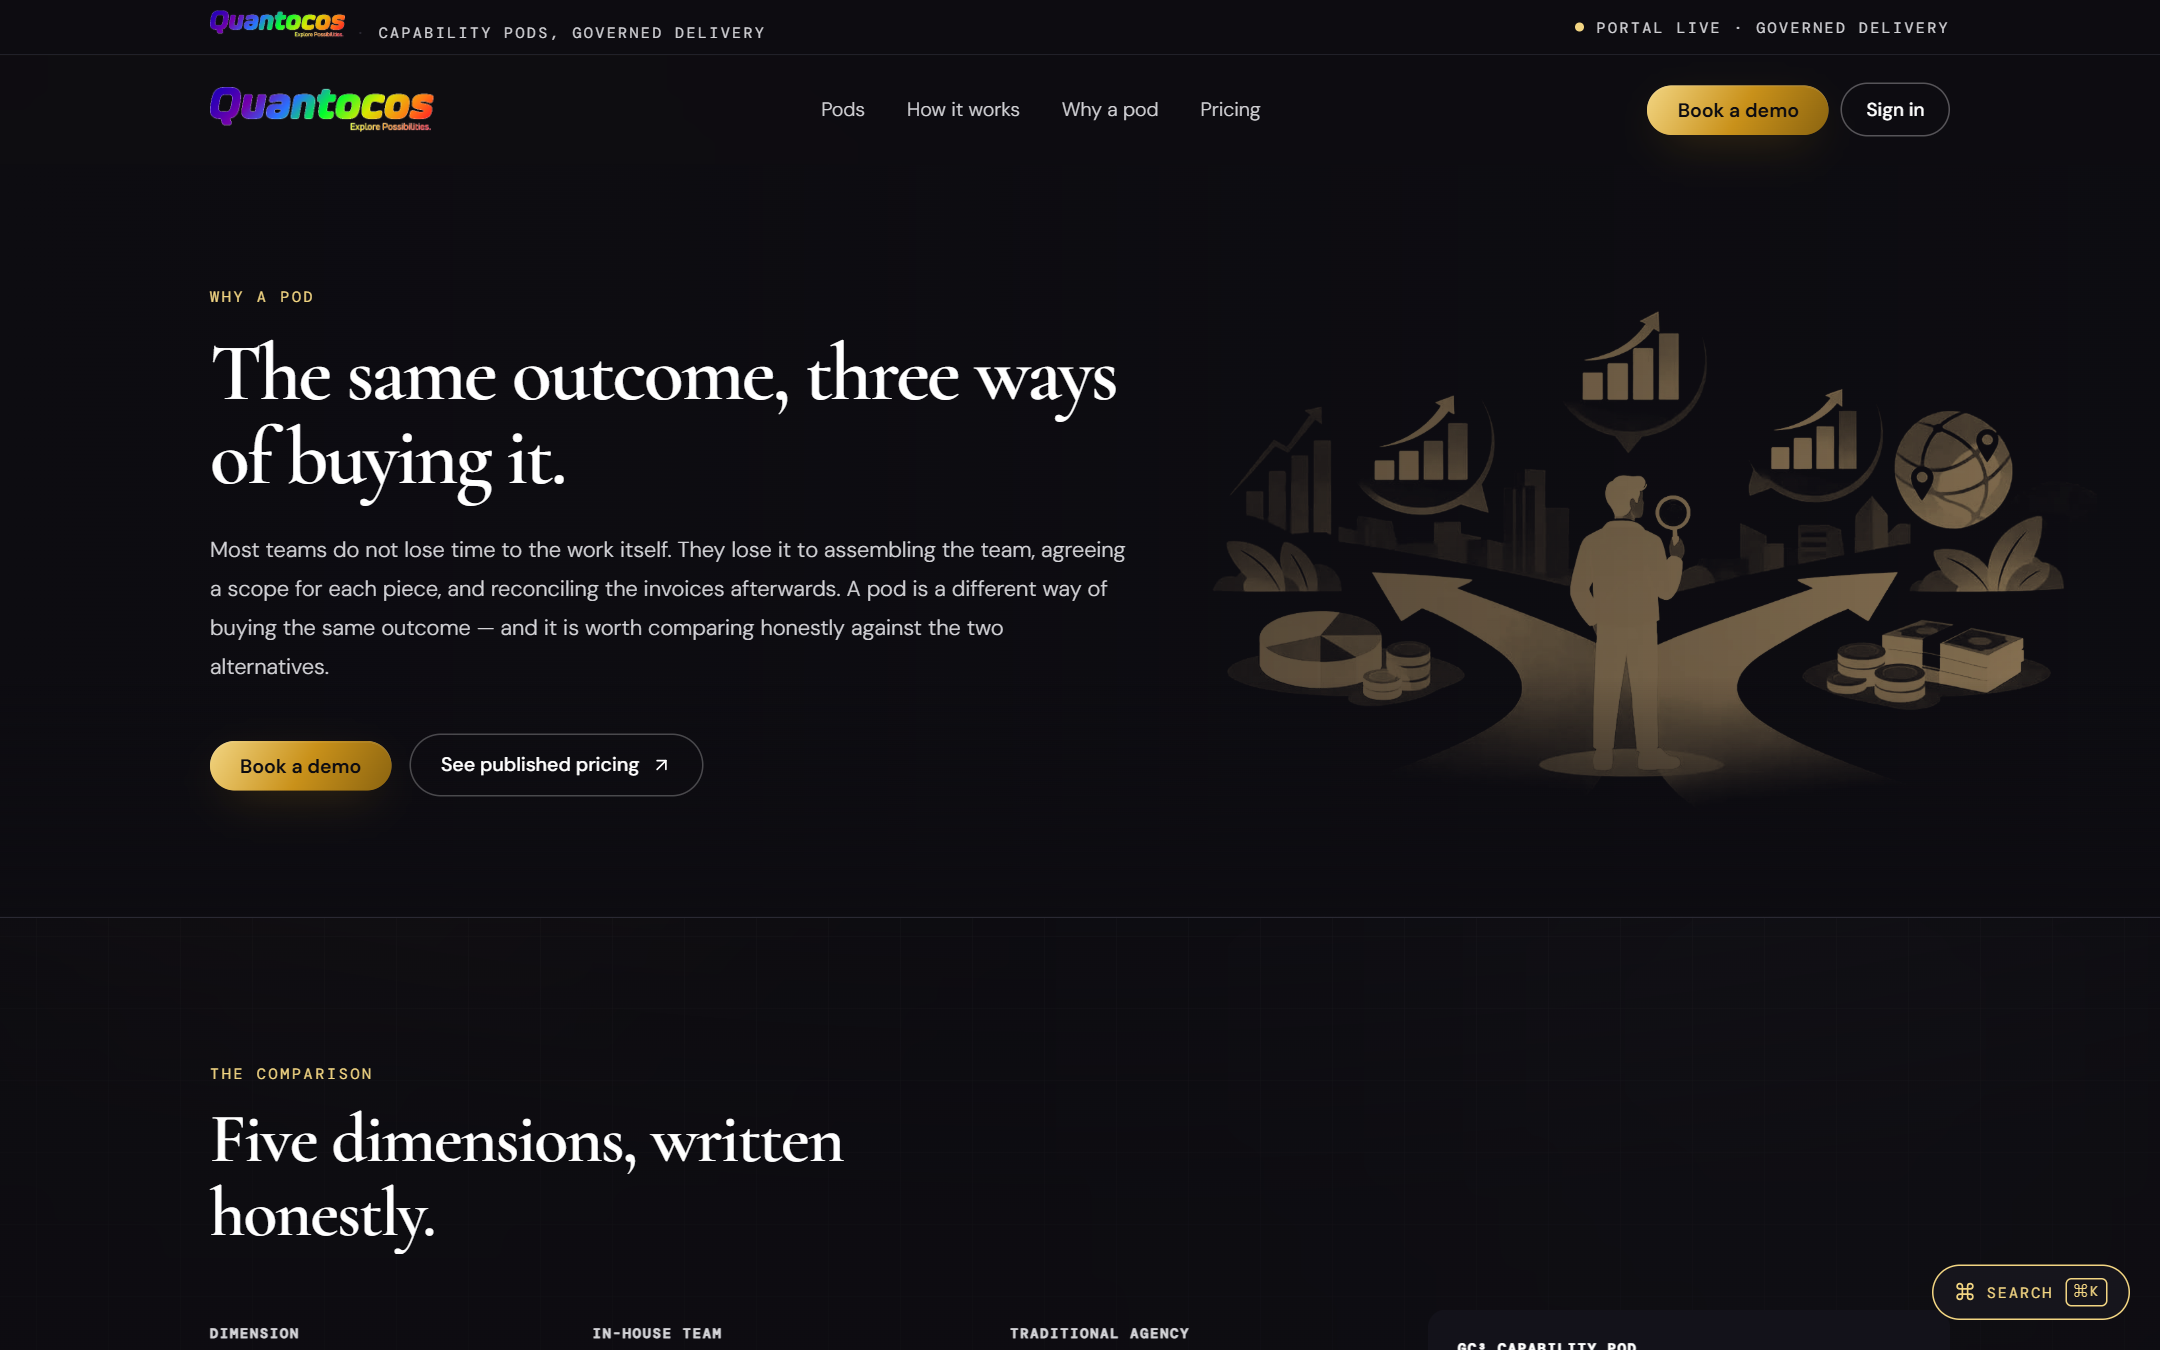 Quantocos
Explore Possibilities.
CAPABILITY PODS, GOVERNED DELIVERY
PORTAL LIVE · GOVERNED DELIVERY
Quantocos
Explore Possibilities.
Pods
How it works
Why a pod
Pricing
Book a demo
Sign in
WHY A POD
The same outcome, three ways
of buying it.
Most teams do not lose time to the work itself. They lose it to assembling the team, agreeing
a scope for each piece, and reconciling the invoices afterwards. A pod is a different way of
buying the same outcome — and it is worth comparing honestly against the two
alternatives.
Book a demo
See published pricing
THE COMPARISON
Five dimensions, written
honestly.
⌘ SEARCH ⌘K
DIMENSION
IN-HOUSE TEAM
TRADITIONAL AGENCY
GC³ CAPABILITY POD